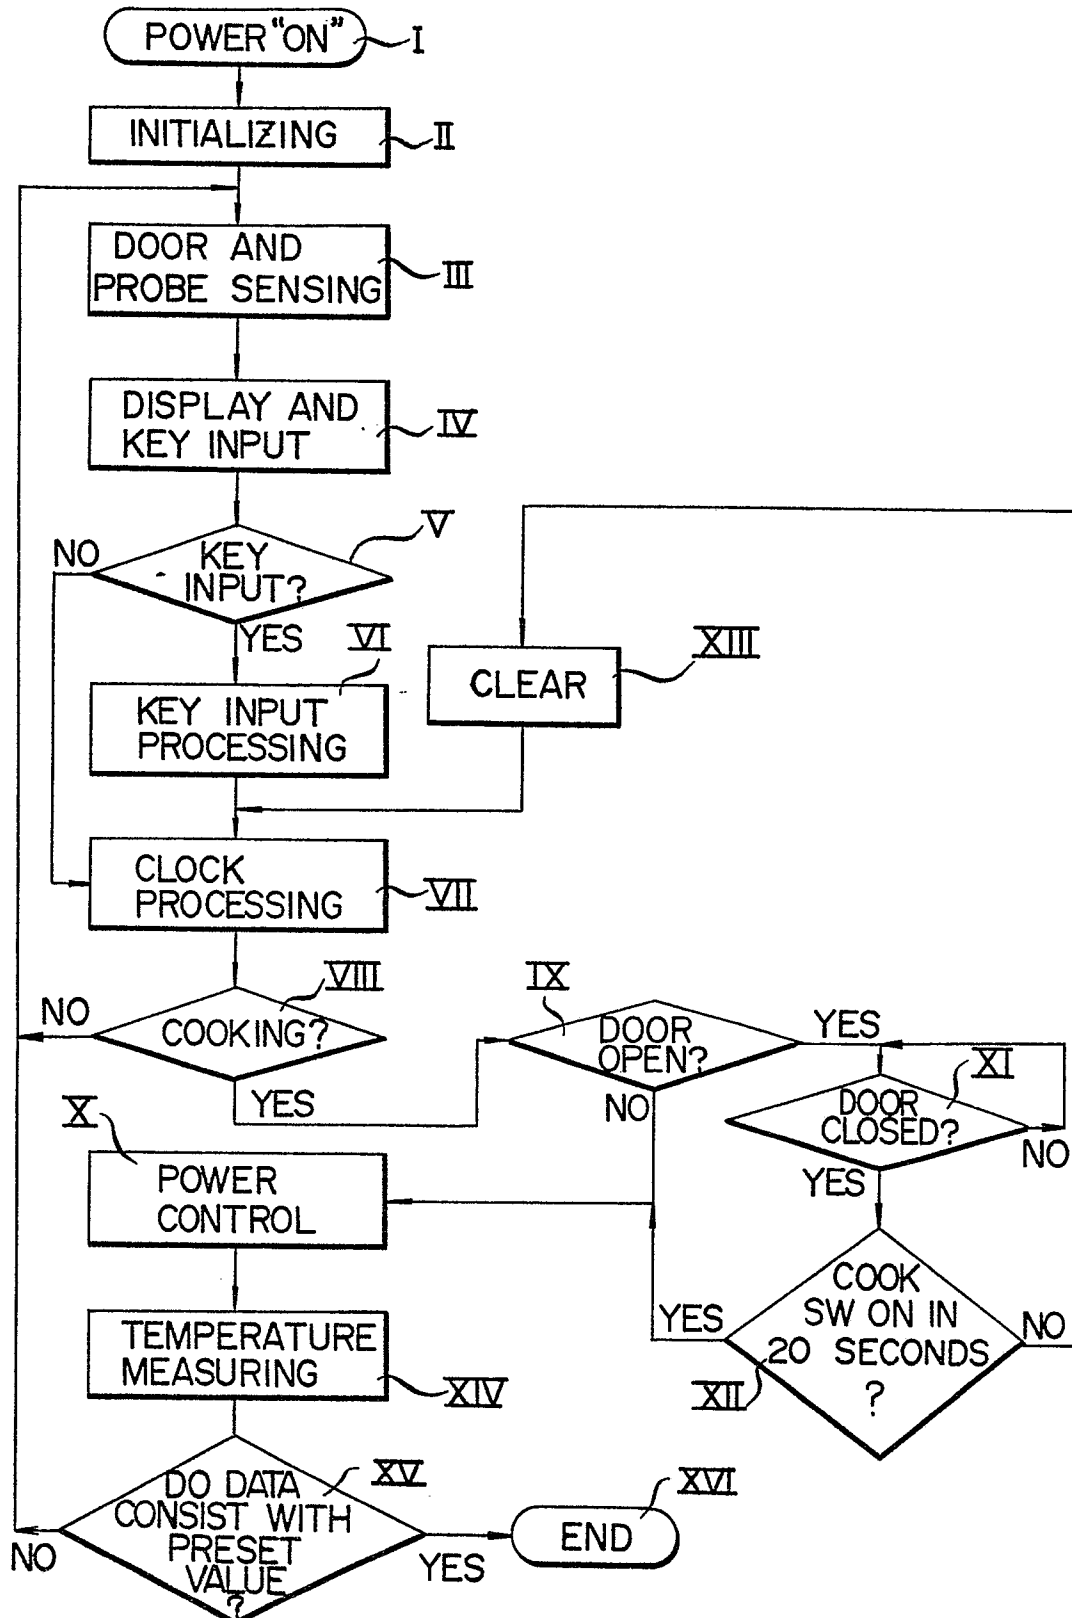 POWER "ON"
I
INITIALIZING
II
DOOR AND
PROBE SENSING
III
DISPLAY AND
KEY INPUT
IV
V
NO
KEY
INPUT?
YES
VI
XIII
KEY INPUT
PROCESSING
CLEAR
CLOCK
PROCESSING
VII
VIII
NO
COOKING?
YES
IX
DOOR
OPEN?
YES
NO
XI
DOOR
CLOSED?
NO
YES
X
POWER
CONTROL
COOK
SW ON IN
20 SECONDS
?
YES
NO
XII
TEMPERATURE
MEASURING
XIV
XV
DO DATA
CONSIST WITH
PRESET
VALUE
?
NO
YES
XVI
END